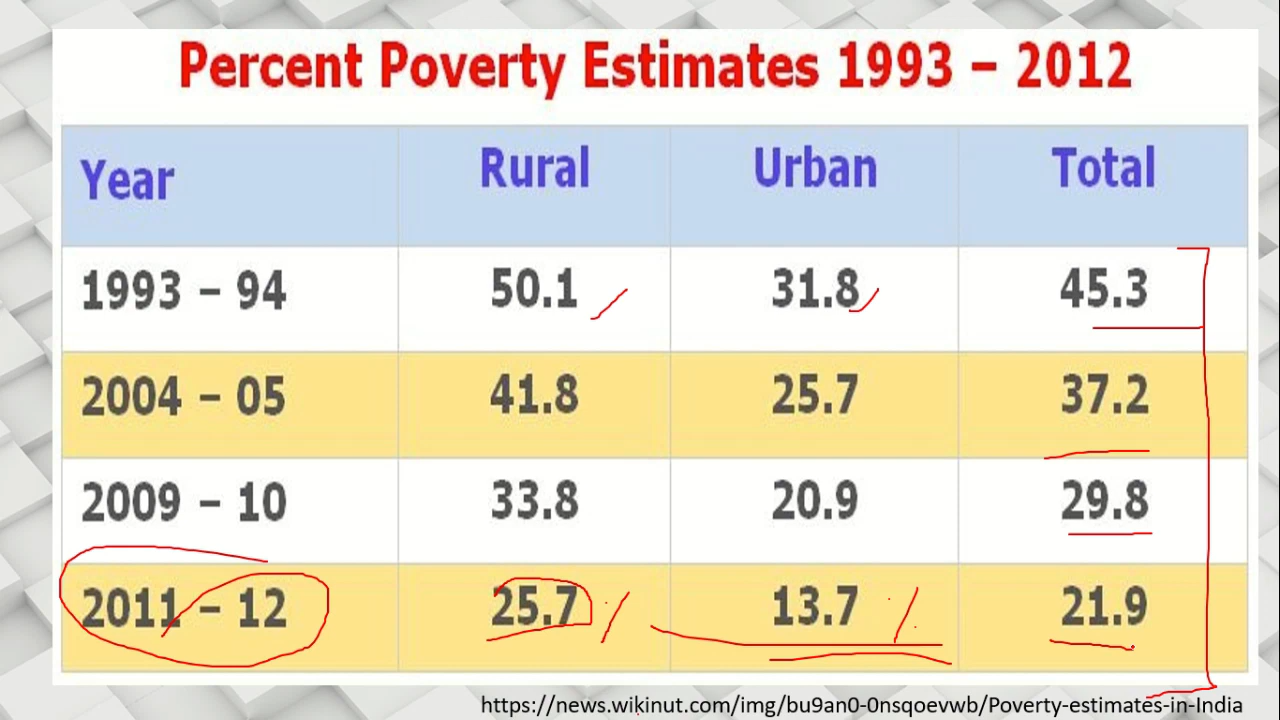 Percent Poverty Estimates 1993 – 2012
Year Rural Urban Total
1993 – 94 50.1 31.8 45.3
2004 – 05 41.8 25.7 37.2
2009 – 10 33.8 20.9 29.8
2011 – 12 25.7 13.7 21.9
https://news.wikinut.com/img/bu9an0-0nsqoevwb/Poverty-estimates-in-India